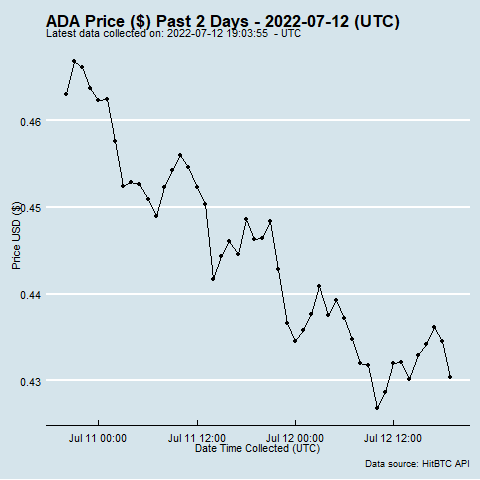 ADA Price ($) Past 2 Days - 2022-07-12 (UTC)
Latest data collected on: 2022-07-12 19:03:55  - UTC
Price USD ($)
0.46
0.45
0.44
0.43
Jul 11 00:00
Jul 11 12:00
Jul 12 00:00
Jul 12 12:00
Date Time Collected (UTC)
Data source: HitBTC API